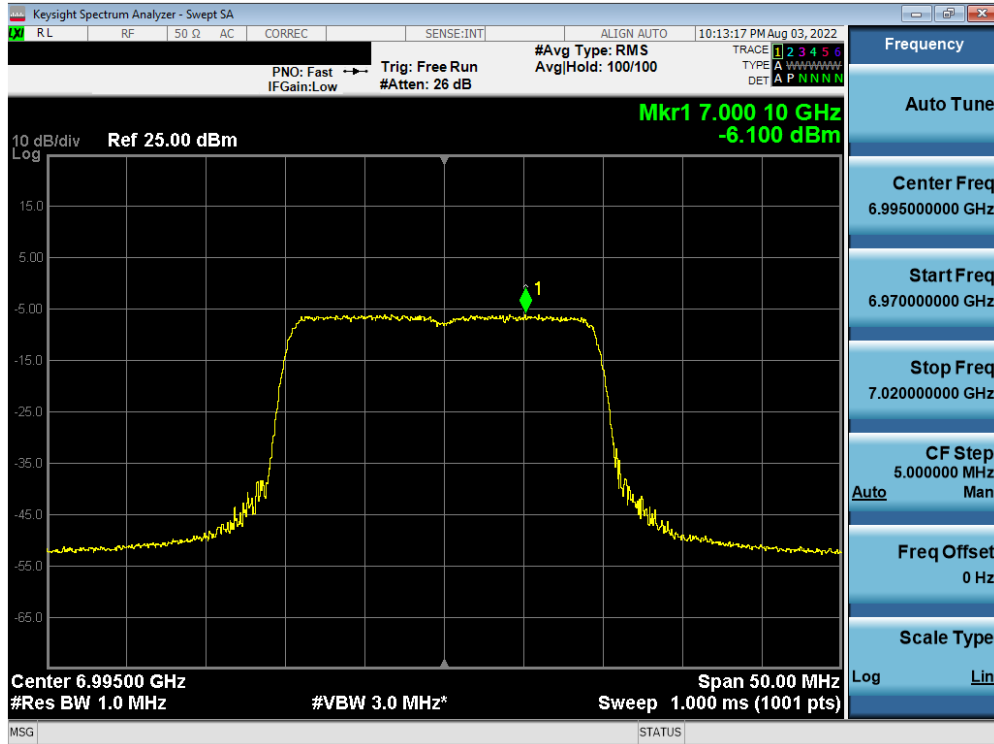 Keysight Spectrum Analyzer - Swept SA
LXI RL RF 50 Ω AC CORREC SENSE:INT ALIGN AUTO 10:13:17 PM Aug 03, 2022
PNO: Fast
IFGain:Low
Trig: Free Run
#Atten: 26 dB
#Avg Type: RMS
Avg|Hold: 100/100
TRACE 1 2 3 4 5 6
TYPE A WWWWW
DET A P N N N N
Mkr1 7.000 10 GHz
-6.100 dBm
10 dB/div Ref 25.00 dBm
Log
15.0
5.00
-5.00
-15.0
-25.0
-35.0
-45.0
-55.0
-65.0
1
Center 6.99500 GHz Span 50.00 MHz
#Res BW 1.0 MHz #VBW 3.0 MHz* Sweep 1.000 ms (1001 pts)
MSG STATUS
Frequency
Auto Tune
Center Freq
6.995000000 GHz
Start Freq
6.970000000 GHz
Stop Freq
7.020000000 GHz
CF Step
5.000000 MHz
Auto Man
Freq Offset
0 Hz
Scale Type
Log Lin